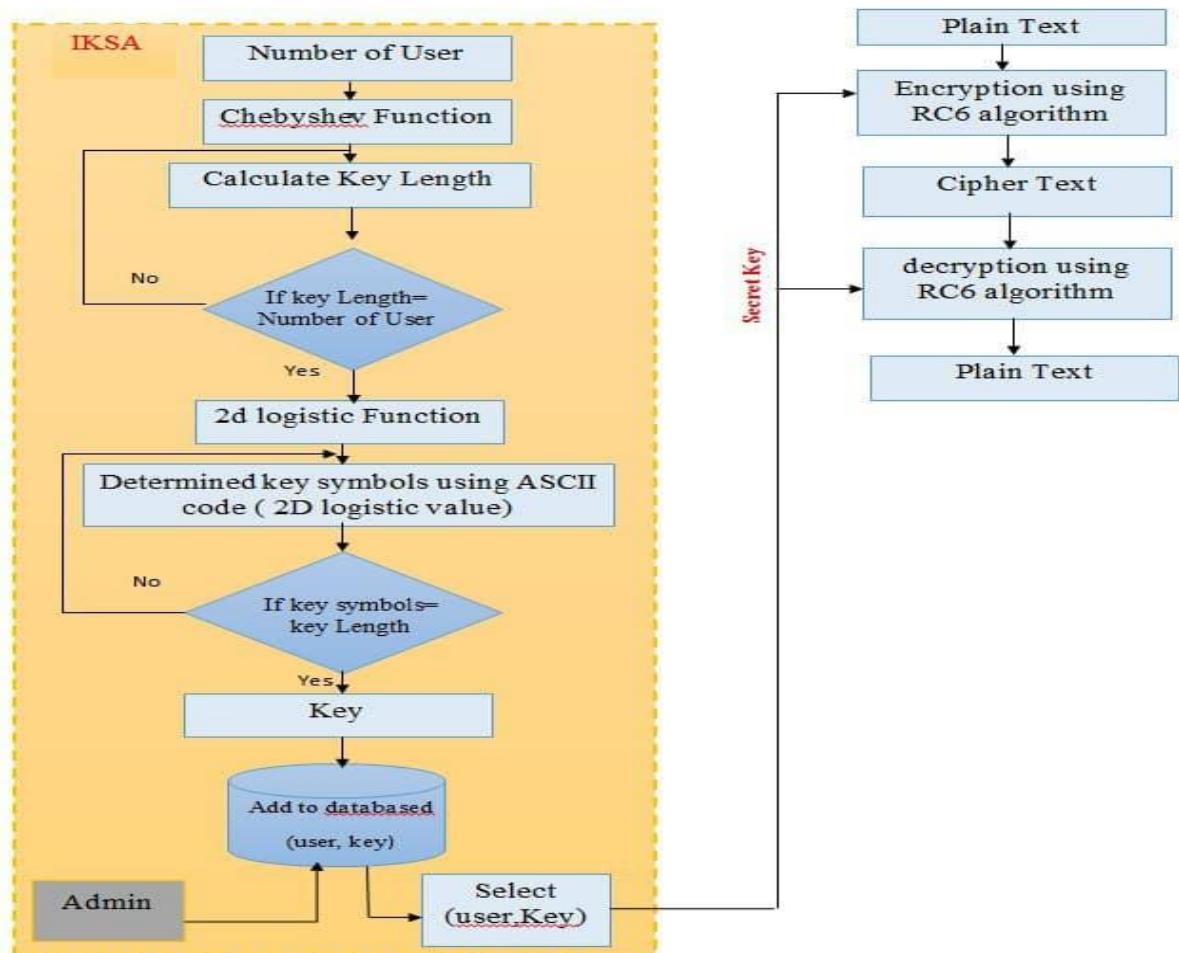 IKSA
Number of User
Chebyshev Function
Calculate Key Length
No
If key Length=
Number of User
Yes
2d logistic Function
Determined key symbols using ASCII
code ( 2D logistic value)
No
If key symbols=
key Length
Yes
Key
Add to databased
(user, key)
Admin
Select
(user,Key)
Secret Key
Plain Text
Encryption using
RC6 algorithm
Cipher Text
decryption using
RC6 algorithm
Plain Text